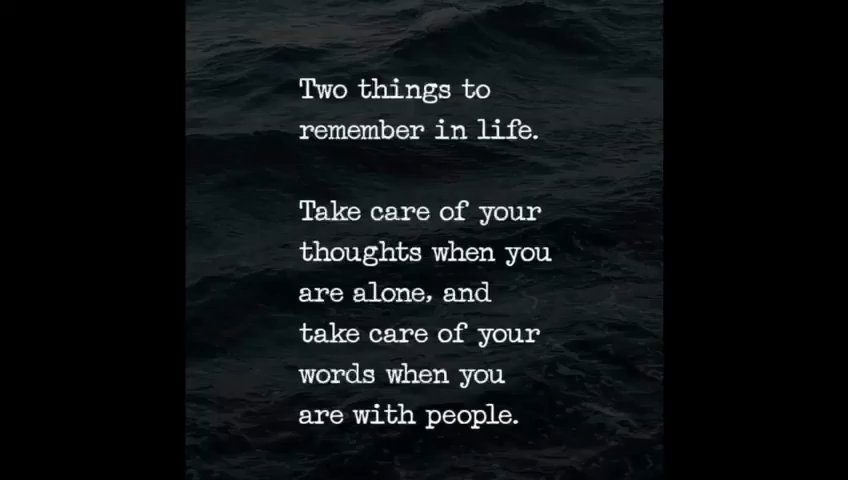 Two things to
remember in life.
Take care of your
thoughts when you
are alone, and
take care of your
words when you
are with people.